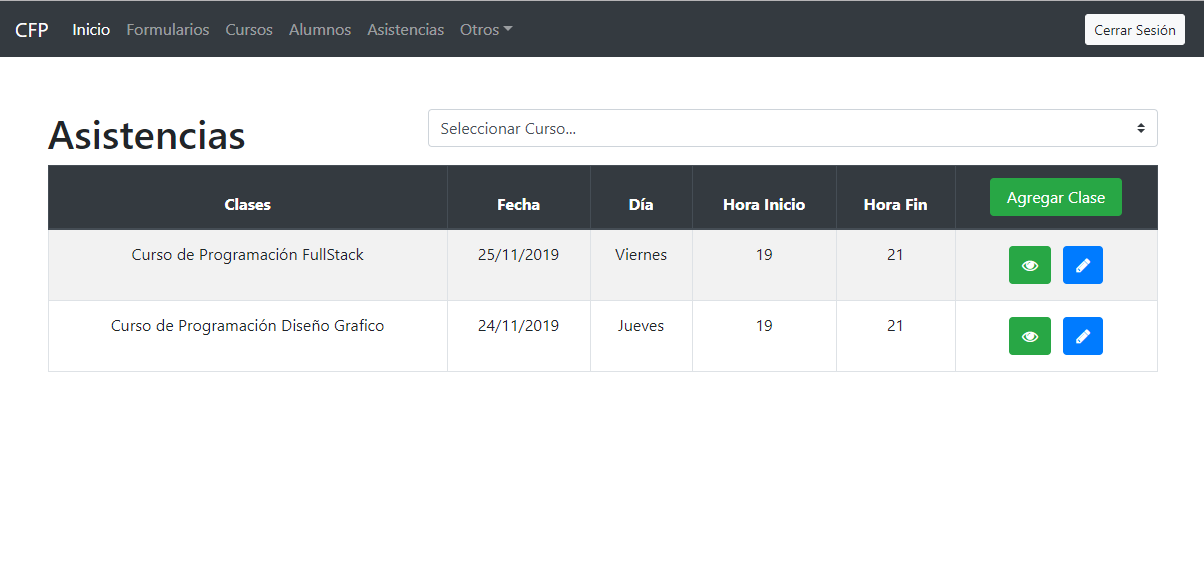 CFP Inicio Formularios Cursos Alumnos Asistencias Otros Cerrar Sesión
Asistencias Seleccionar Curso...
Clases Fecha Día Hora Inicio Hora Fin Agregar Clase
Curso de Programación FullStack 25/11/2019 Viernes 19 21
Curso de Programación Diseño Grafico 24/11/2019 Jueves 19 21